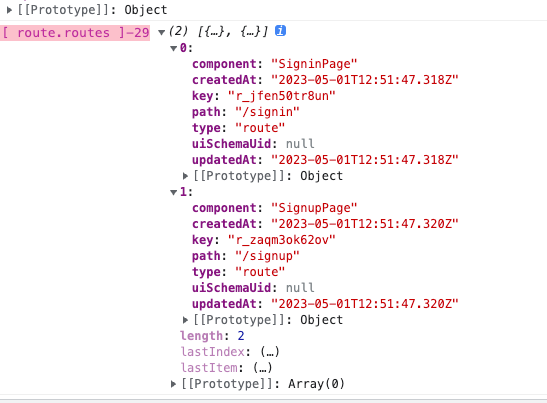 [[Prototype]]: Object
[ route.routes ]-29 (2) [{…}, {…}] i
0:
component: "SigninPage"
createdAt: "2023-05-01T12:51:47.318Z"
key: "r_jfen50tr8un"
path: "/signin"
type: "route"
uiSchemaUid: null
updatedAt: "2023-05-01T12:51:47.318Z"
[[Prototype]]: Object
1:
component: "SignupPage"
createdAt: "2023-05-01T12:51:47.320Z"
key: "r_zaqm3ok62ov"
path: "/signup"
type: "route"
uiSchemaUid: null
updatedAt: "2023-05-01T12:51:47.320Z"
[[Prototype]]: Object
length: 2
lastIndex: (…)
lastItem: (…)
[[Prototype]]: Array(0)